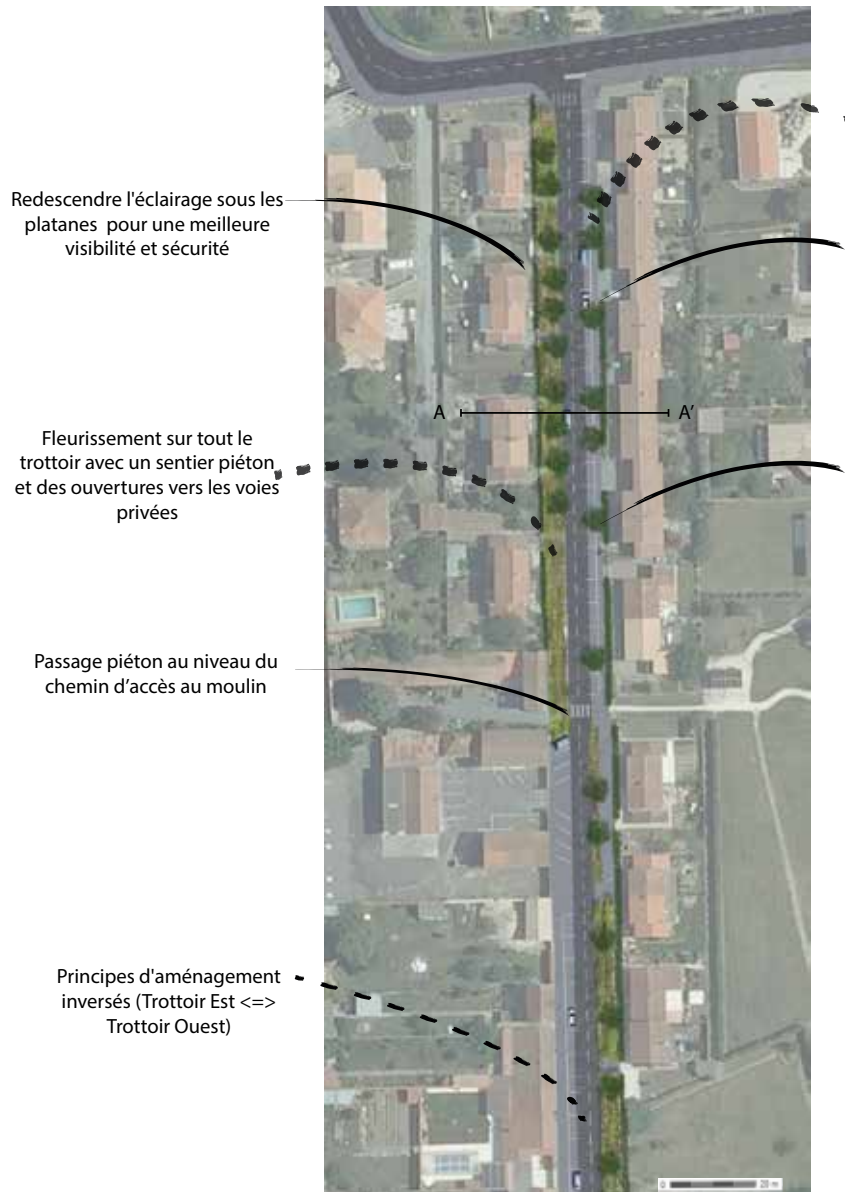 Redescendre l'éclairage sous les
platanes pour une meilleure
visibilité et sécurité
A
A’
Fleurissement sur tout le
trottoir avec un sentier piéton
et des ouvertures vers les voies
privées
Passage piéton au niveau du
chemin d’accès au moulin
Principes d'aménagement
inversés (Trottoir Est <=>
Trottoir Ouest)
0 20 m